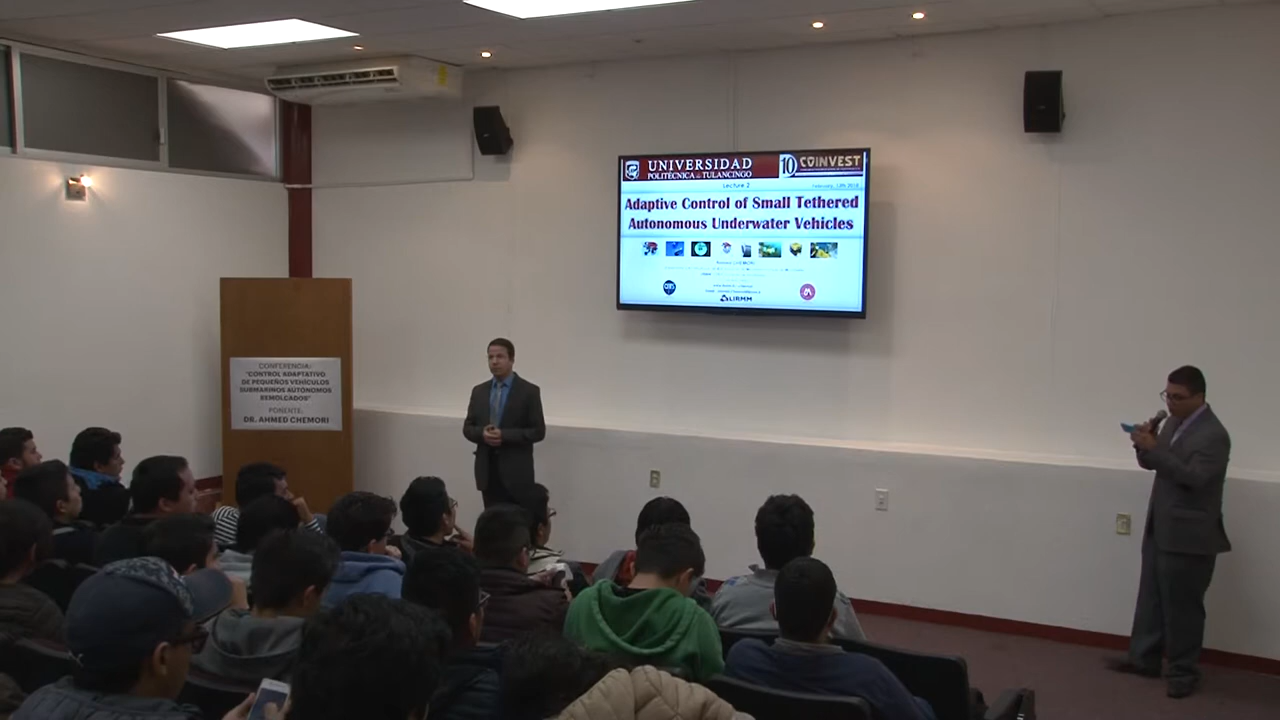 UNIVERSIDAD
POLITÉCNICA DE TULANCINGO
10 COINVEST
Lecture 2
Adaptive Control of Small Tethered
Autonomous Underwater Vehicles
LIRMM
CONFERENCIA:
"CONTROL ADAPTATIVO
DE PEQUEÑOS VEHÍCULOS
SUBMARINOS AUTÓNOMOS
REMOLCADOS"
PONENTE:
DR. AHMED CHEMORI